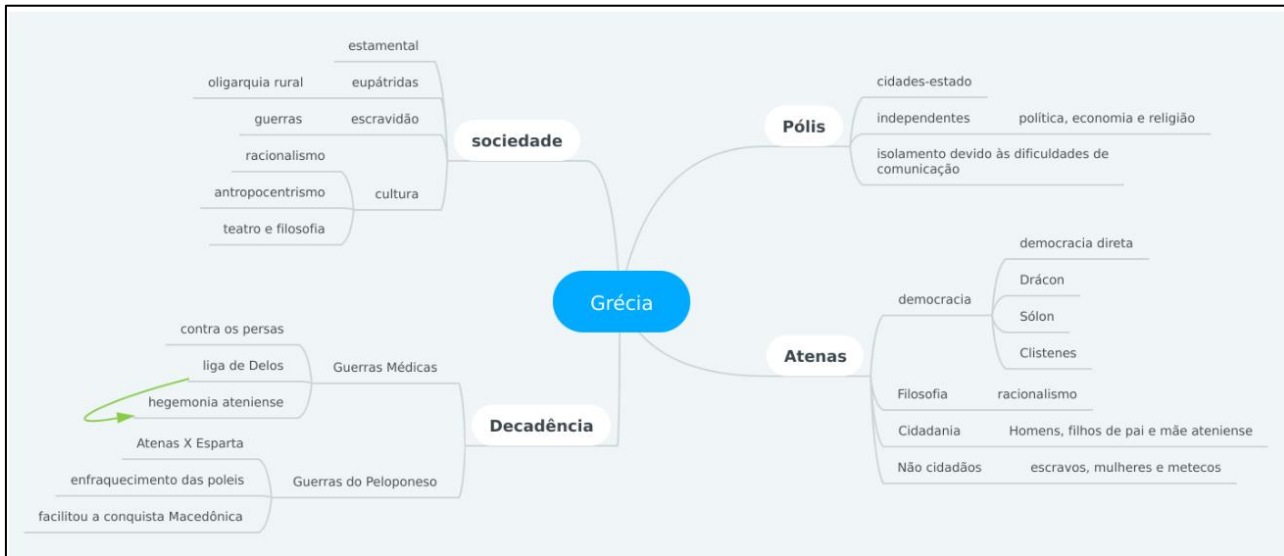 Grécia
sociedade
estamental
eupátridas
oligarquia rural
escravidão
guerras
cultura
racionalismo
antropocentrismo
teatro e filosofia
Decadência
Guerras Médicas
contra os persas
liga de Delos
hegemonia ateniense
Guerras do Peloponeso
Atenas X Esparta
enfraquecimento das poleis
facilitou a conquista Macedônica
Pólis
cidades-estado
independentes
política, economia e religião
isolamento devido às dificuldades de
comunicação
Atenas
democracia
democracia direta
Drácon
Sólon
Clistenes
Filosofia
racionalismo
Cidadania
Homens, filhos de pai e mãe ateniense
Não cidadãos
escravos, mulheres e metecos